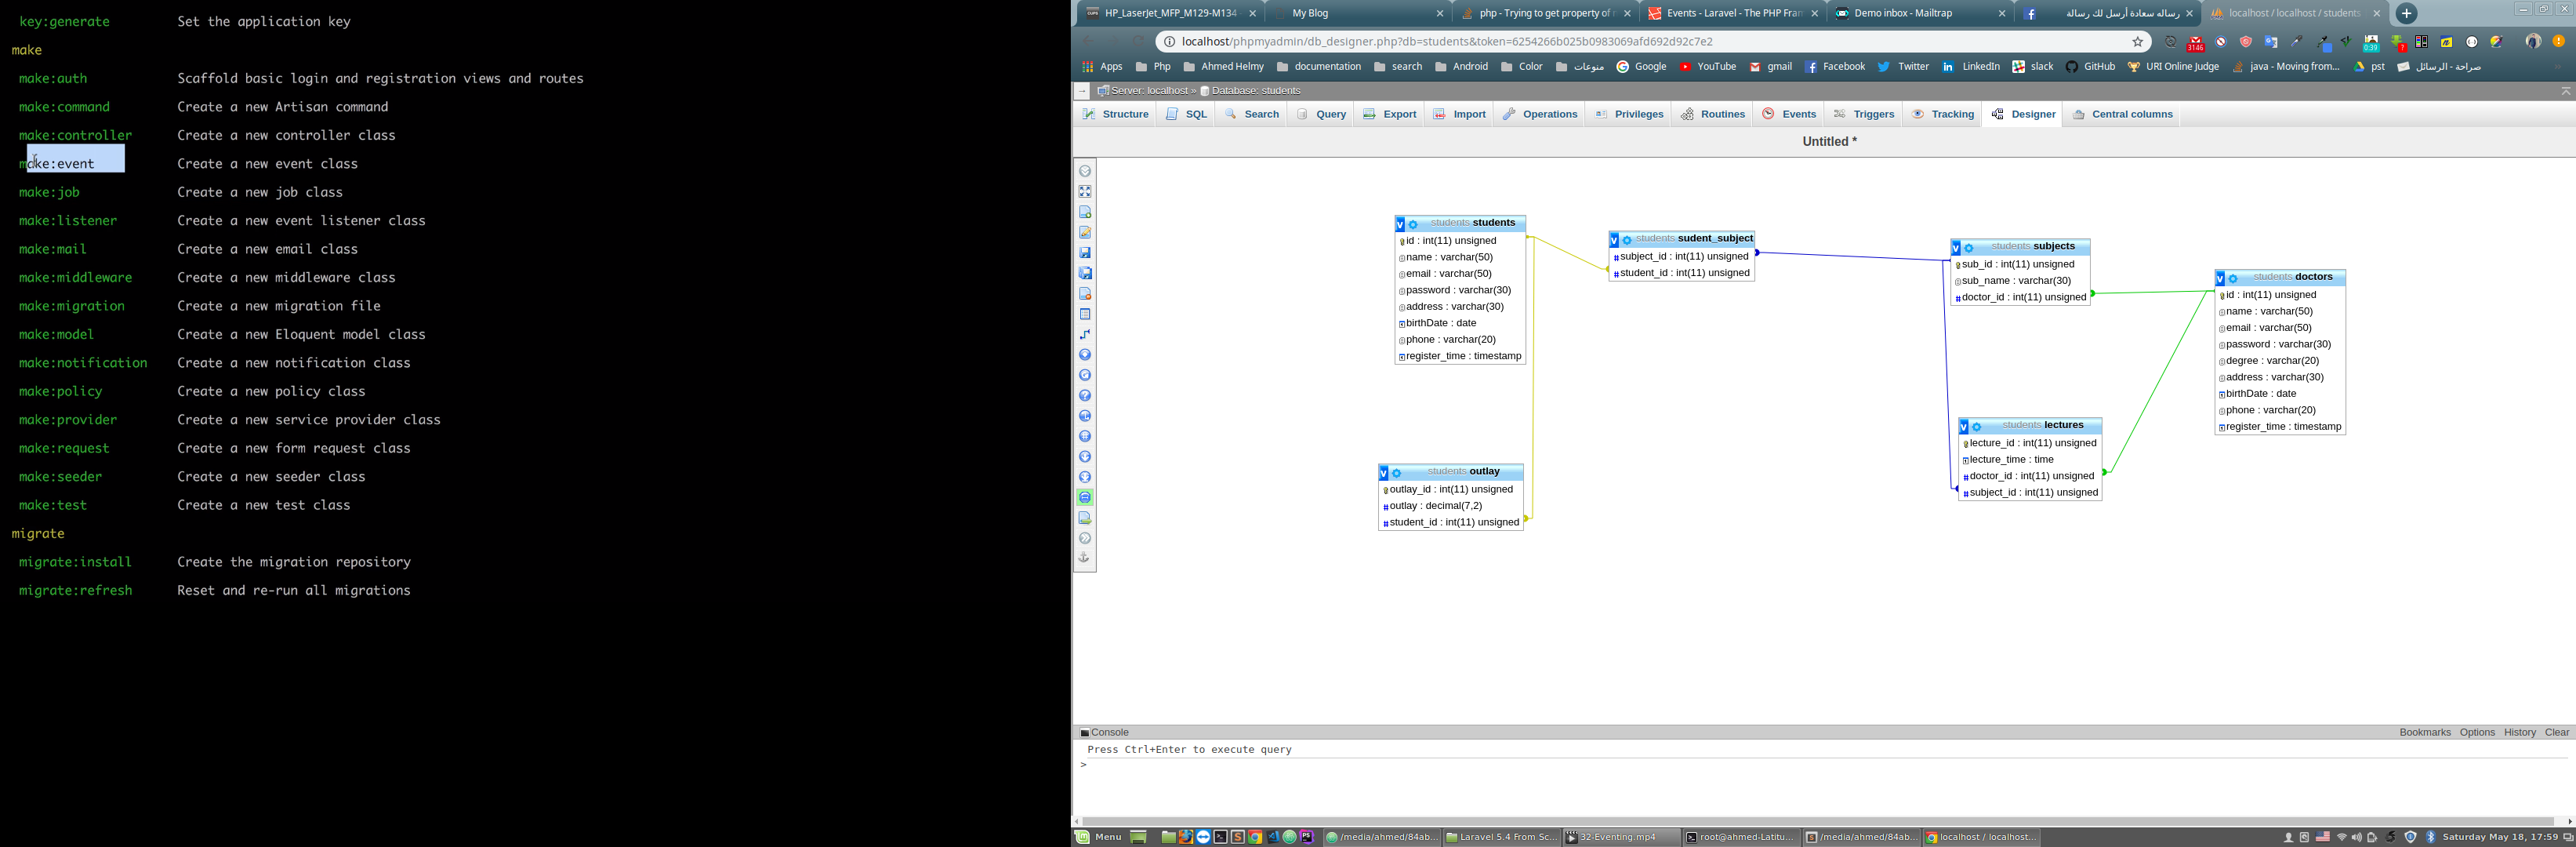 key:generate Set the application key
make
make:auth Scaffold basic login and registration views and routes
make:command Create a new Artisan command
make:controller Create a new controller class
make:event Create a new event class
make:job Create a new job class
make:listener Create a new event listener class
make:mail Create a new email class
make:middleware Create a new middleware class
make:migration Create a new migration file
make:model Create a new Eloquent model class
make:notification Create a new notification class
make:policy Create a new policy class
make:provider Create a new service provider class
make:request Create a new form request class
make:seeder Create a new seeder class
make:test Create a new test class
migrate
migrate:install Create the migration repository
migrate:refresh Reset and re-run all migrations
HP_LaserJet_MFP_M129-M134 My Blog php - Trying to get property of Events - Laravel - The PHP Fram Demo inbox - Mailtrap رساله سعادة أرسل لك رسالة localhost / localhost / students
localhost/phpmyadmin/db_designer.php?db=students&token=6254266b025b0983069afd692d92c7e2 3146 0:39
Apps Php Ahmed Helmy documentation search Android Color منوعات Google YouTube gmail Facebook Twitter LinkedIn slack GitHub URI Online Judge java - Moving from... pst صراحة - الرسائل
Server: localhost » Database: students
Structure SQL Search Query Export Import Operations Privileges Routines Events Triggers Tracking Designer Central columns
Untitled *
students students
id : int(11) unsigned
name : varchar(50)
email : varchar(50)
password : varchar(30)
address : varchar(30)
birthDate : date
phone : varchar(20)
register_time : timestamp
students sudent_subject
subject_id : int(11) unsigned
student_id : int(11) unsigned
students subjects
sub_id : int(11) unsigned
sub_name : varchar(30)
doctor_id : int(11) unsigned
students doctors
id : int(11) unsigned
name : varchar(50)
email : varchar(50)
password : varchar(30)
degree : varchar(20)
address : varchar(30)
birthDate : date
phone : varchar(20)
register_time : timestamp
students lectures
lecture_id : int(11) unsigned
lecture_time : time
doctor_id : int(11) unsigned
subject_id : int(11) unsigned
students outlay
outlay_id : int(11) unsigned
outlay : decimal(7,2)
student_id : int(11) unsigned
Console Bookmarks Options History Clear
Press Ctrl+Enter to execute query
>
Menu /media/ahmed/84ab... Laravel 5.4 From Sc... 32-Eventing.mp4 root@ahmed-Latitu... /media/ahmed/84ab... localhost / localhost... Saturday May 18, 17:59